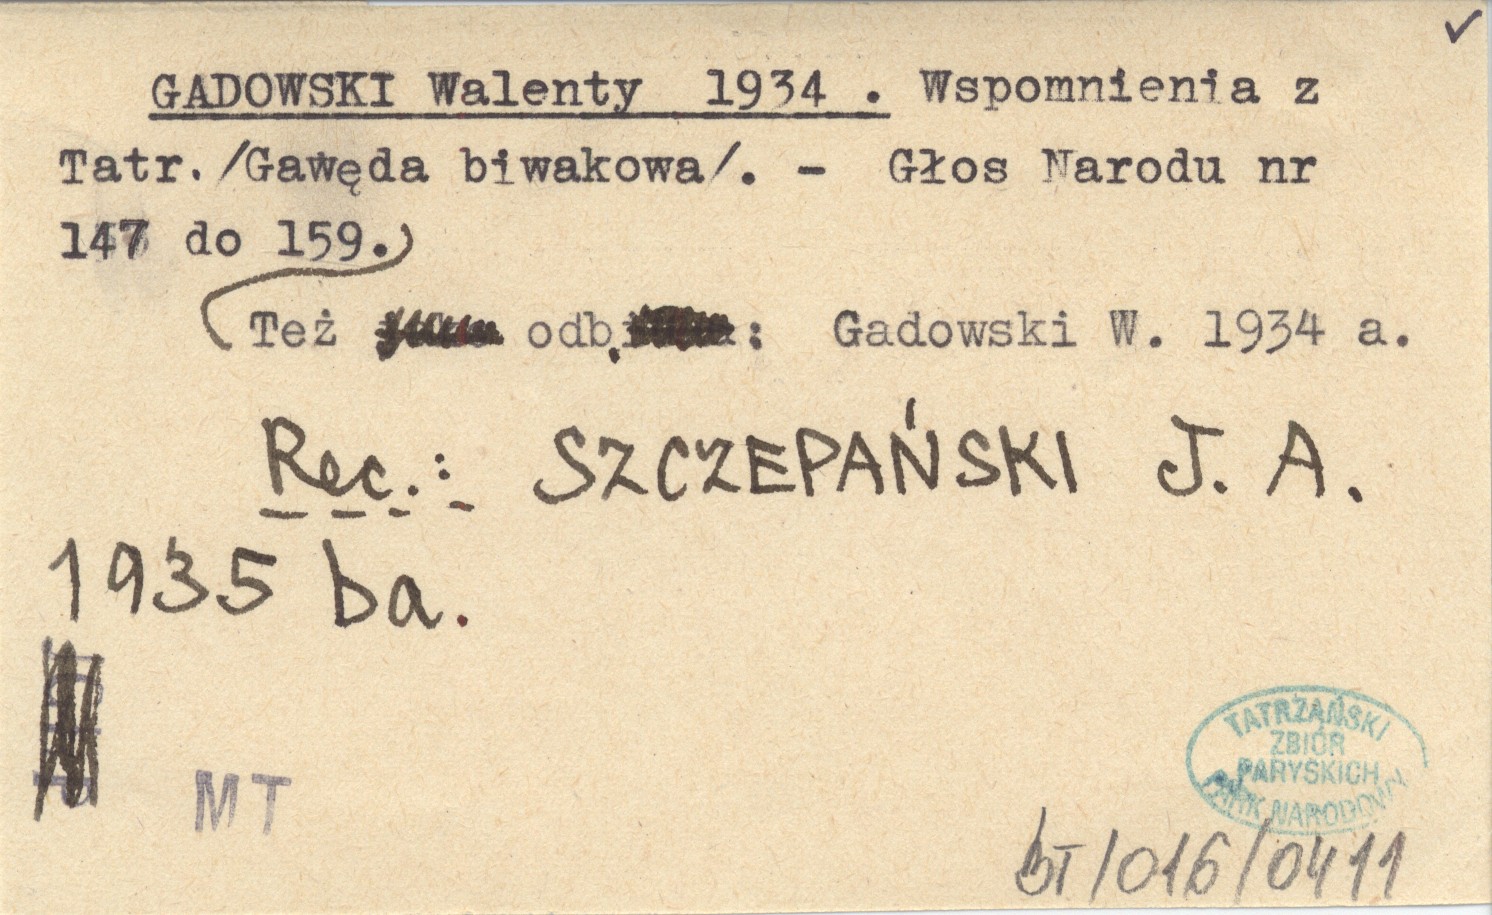 GADOWSKI Walenty 1934 . Wspomnienia z
Tatr. /Gawęda biwakowa/. - Głos Narodu nr
147 do 159.
Też odb.: Gadowski W. 1934 a.
Rec.: SZCZEPAŃSKI J. A.
1935 ba.
MT
TATRZAŃSKI
ZBIÓR
PARYSKICH
PARK NARODOWY
BT/016/0411